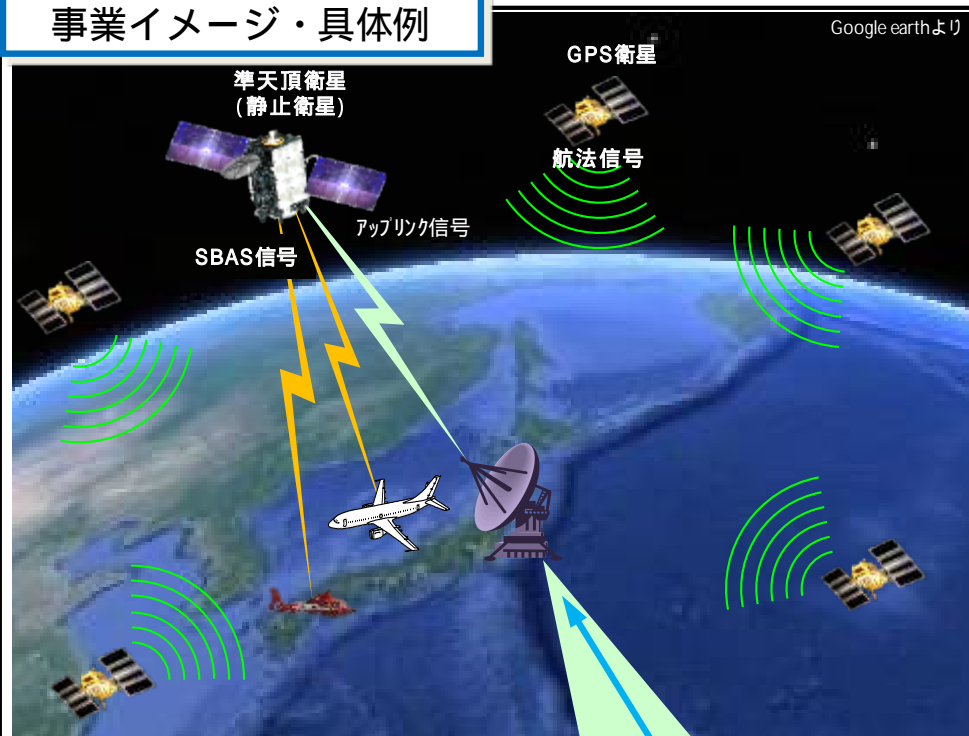 事業イメージ・具体例
Google earthより
GPS衛星
準天頂衛星
(静止衛星)
航法信号
アップリンク信号
SBAS信号